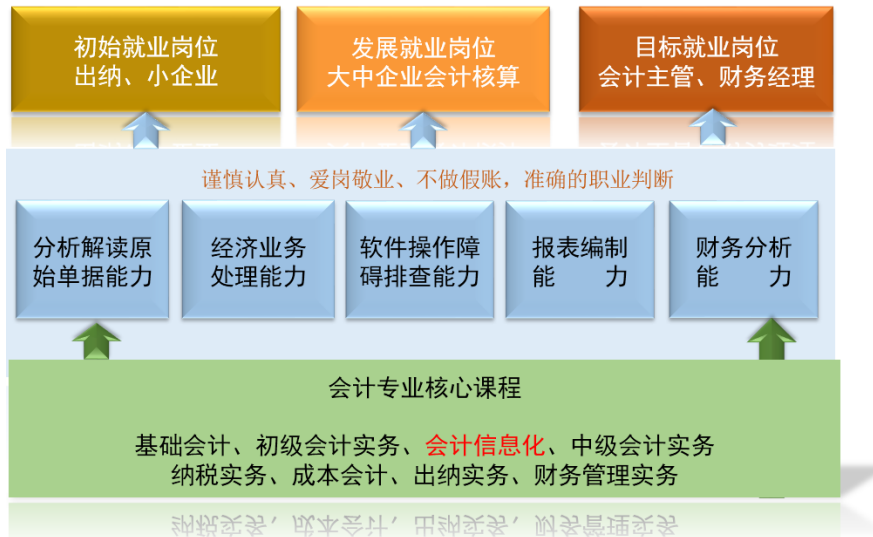 初始就业岗位
出纳、小企业
发展就业岗位
大中企业会计核算
目标就业岗位
会计主管、财务经理
谨慎认真、爱岗敬业、不做假账，准确的职业判断
分析解读原
始单据能力
经济业务
处理能力
软件操作障
碍排查能力
报表编制
能 力
财务分析
能 力
会计专业核心课程
基础会计、初级会计实务、会计信息化、中级会计实务
纳税实务、成本会计、出纳实务、财务管理实务